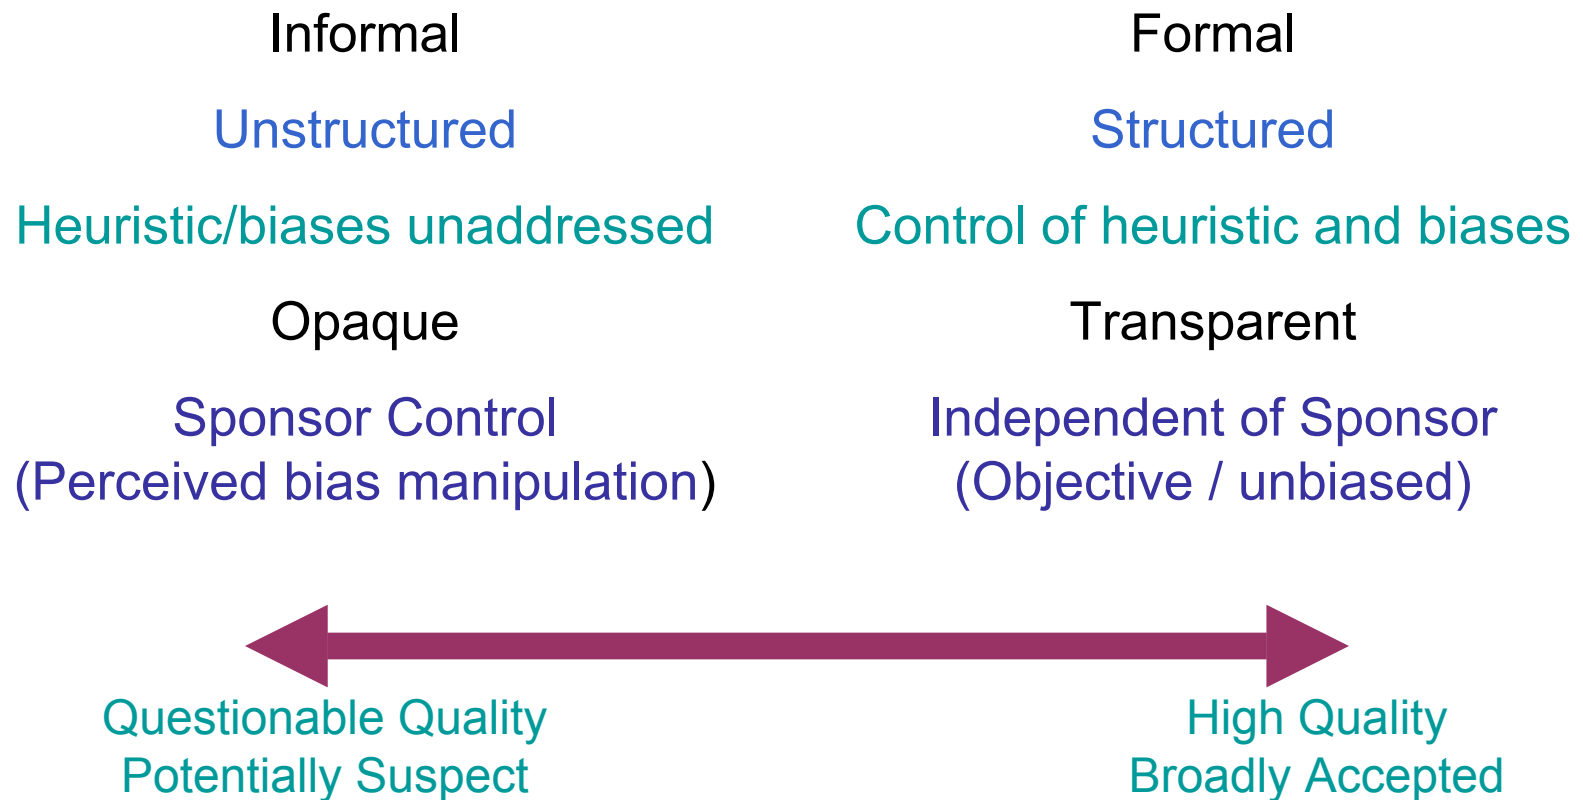 Informal
Formal
Unstructured
Structured
Heuristic/biases unaddressed
Control of heuristic and biases
Opaque
Transparent
Sponsor Control
(Perceived bias manipulation)
Independent of Sponsor
(Objective / unbiased)
Questionable Quality
Potentially Suspect
High Quality
Broadly Accepted